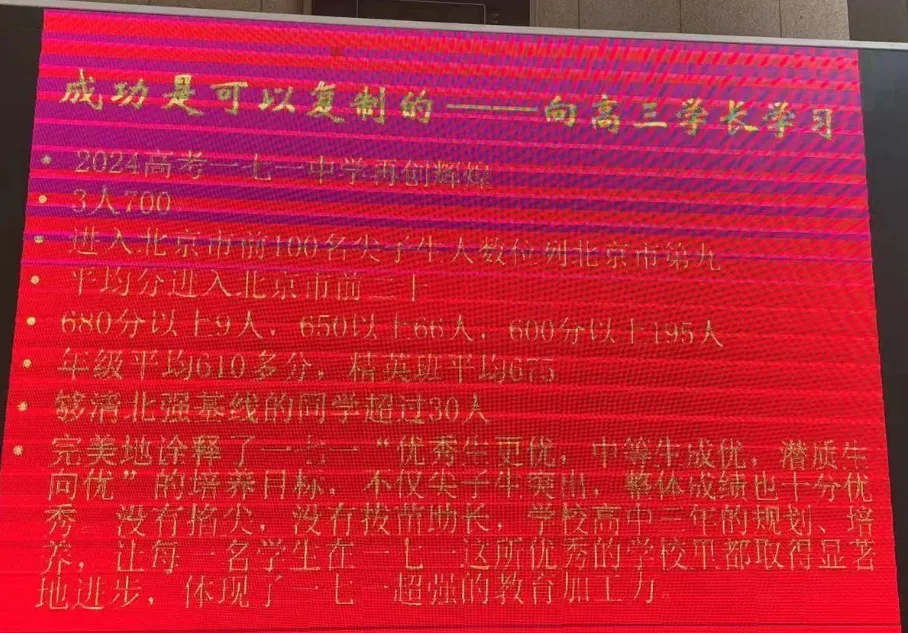 成功是可以复制的——向高三学长学习
• 2024高考一七一中学再创辉煌
• 3人700
• 进入北京市前100名尖子生人数位列北京市第九
• 平均分进入北京市前二十
• 680分以上9人，650以上66人，600分以上195人
• 年级平均610多分，精英班平均675
• 够清北强基线的同学超过30人
• 完美地诠释了一七一“优秀生更优，中等生成优，潜质生
向优”的培养目标，不仅尖子生突出，整体成绩也十分优
秀，没有掐尖，没有拔苗助长，学校高中三年的规划、培
养，让每一名学生在一七一这所优秀的学校里都取得显著
地进步，体现了一七一超强的教育加工力。